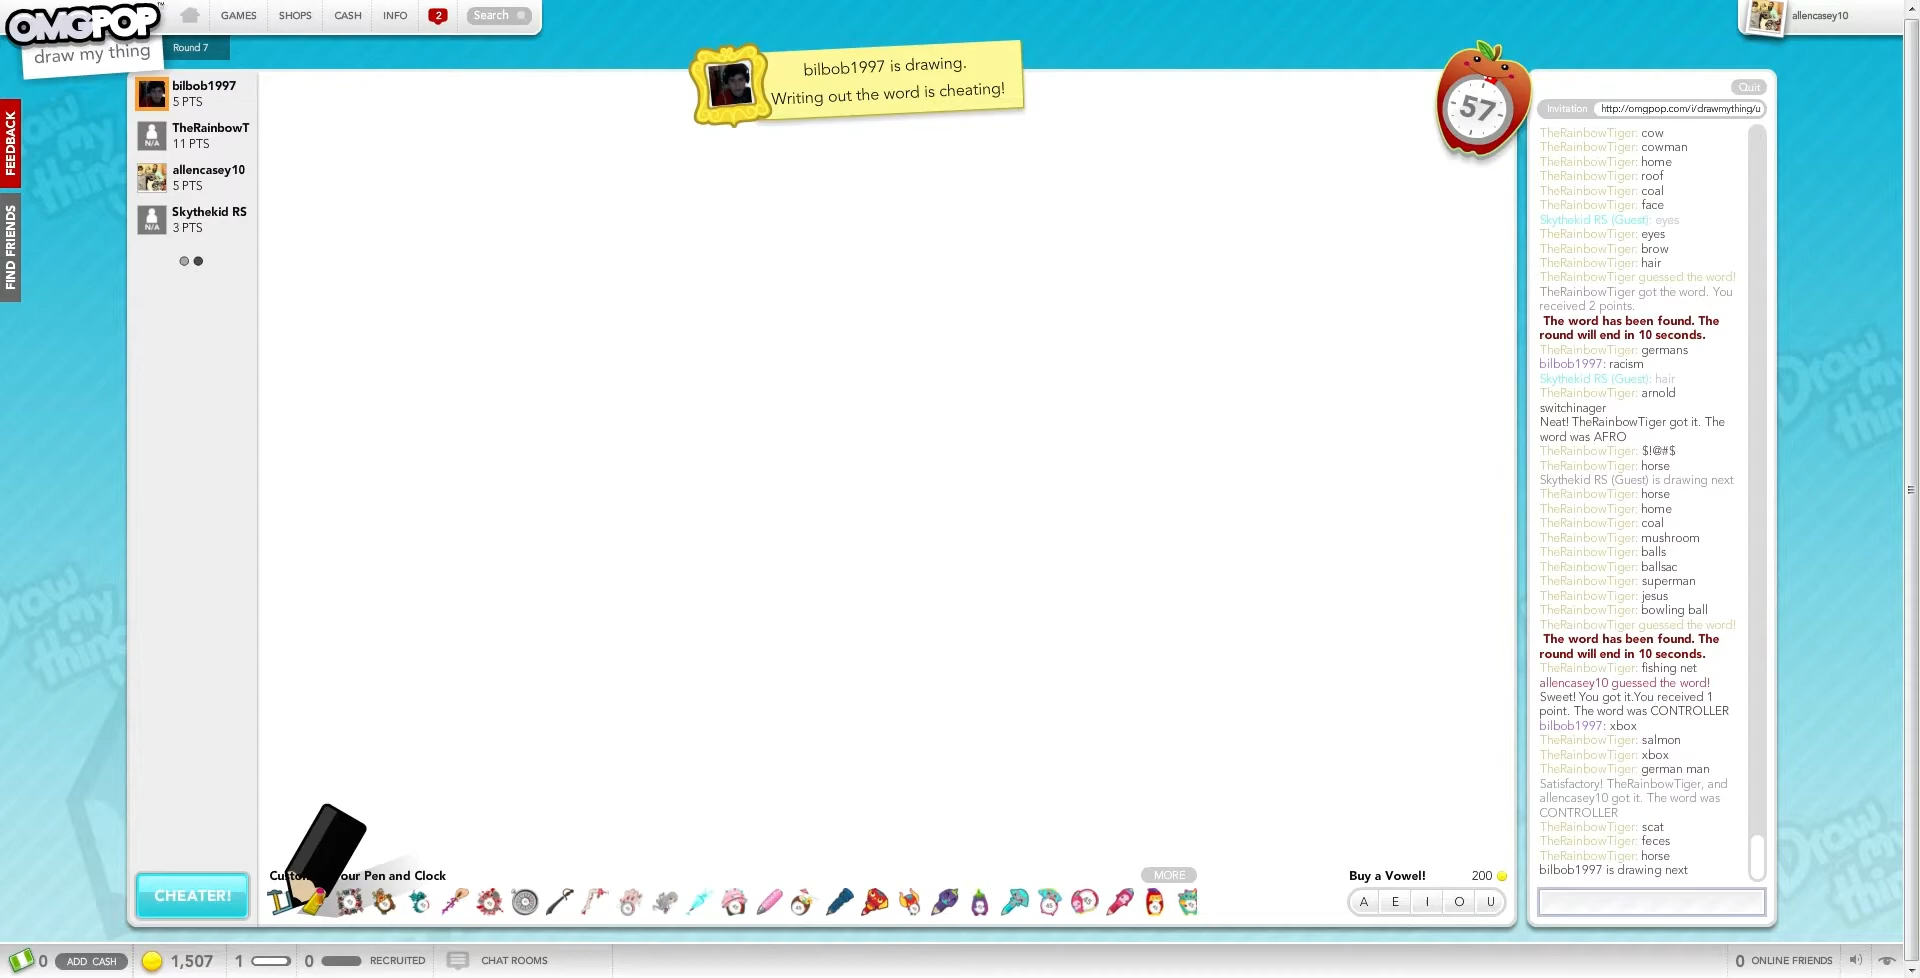 OMGPOP™
GAMES
SHOPS
CASH
INFO
2
Search
allencasey10
draw my thing
Round 7
bilbob1997 is drawing.
Writing out the word is cheating!
57
FEEDBACK
FIND FRIENDS
bilbob1997
5 PTS
N/A
TheRainbowT
11 PTS
allencasey10
5 PTS
N/A
Skythekid RS
3 PTS
Quit
Invitation
http://omgpop.com/i/drawmything/u
TheRainbowTiger: cow
TheRainbowTiger: cowman
TheRainbowTiger: home
TheRainbowTiger: roof
TheRainbowTiger: coal
TheRainbowTiger: face
Skythekid RS (Guest): eyes
TheRainbowTiger: eyes
TheRainbowTiger: brow
TheRainbowTiger: hair
TheRainbowTiger guessed the word!
TheRainbowTiger got the word. You
received 2 points.
The word has been found. The
round will end in 10 seconds.
TheRainbowTiger: germans
bilbob1997: racism
Skythekid RS (Guest): hair
TheRainbowTiger: arnold
switchinager
Neat! TheRainbowTiger got it. The
word was AFRO
TheRainbowTiger: $!@#$
TheRainbowTiger: horse
Skythekid RS (Guest) is drawing next
TheRainbowTiger: horse
TheRainbowTiger: home
TheRainbowTiger: coal
TheRainbowTiger: mushroom
TheRainbowTiger: balls
TheRainbowTiger: ballsac
TheRainbowTiger: superman
TheRainbowTiger: jesus
TheRainbowTiger: bowling ball
TheRainbowTiger guessed the word!
The word has been found. The
round will end in 10 seconds.
TheRainbowTiger: fishing net
allencasey10 guessed the word!
Sweet! You got it.You received 1
point. The word was CONTROLLER
bilbob1997: xbox
TheRainbowTiger: salmon
TheRainbowTiger: xbox
TheRainbowTiger: german man
Satisfactory! TheRainbowTiger, and
allencasey10 got it. The word was
CONTROLLER
TheRainbowTiger: scat
TheRainbowTiger: feces
TheRainbowTiger: horse
bilbob1997 is drawing next
our Pen and Clock
MORE
Buy a Vowel!
200
CHEATER!
A E I O U
0
ADD CASH
1,507
1
0
RECRUITED
CHAT ROOMS
0 ONLINE FRIENDS